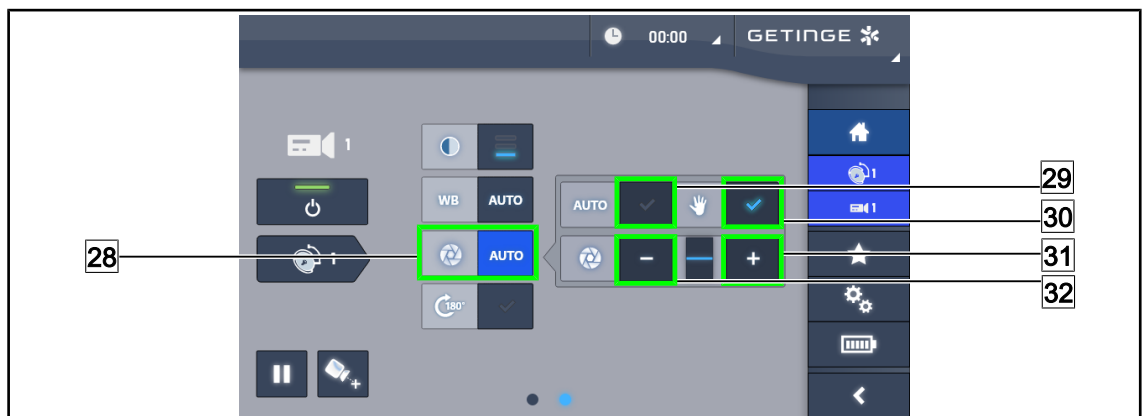 00:00 GETINGE
1
1
1
WB AUTO
AUTO
AUTO
1
180°
− +
28
29
30
31
32